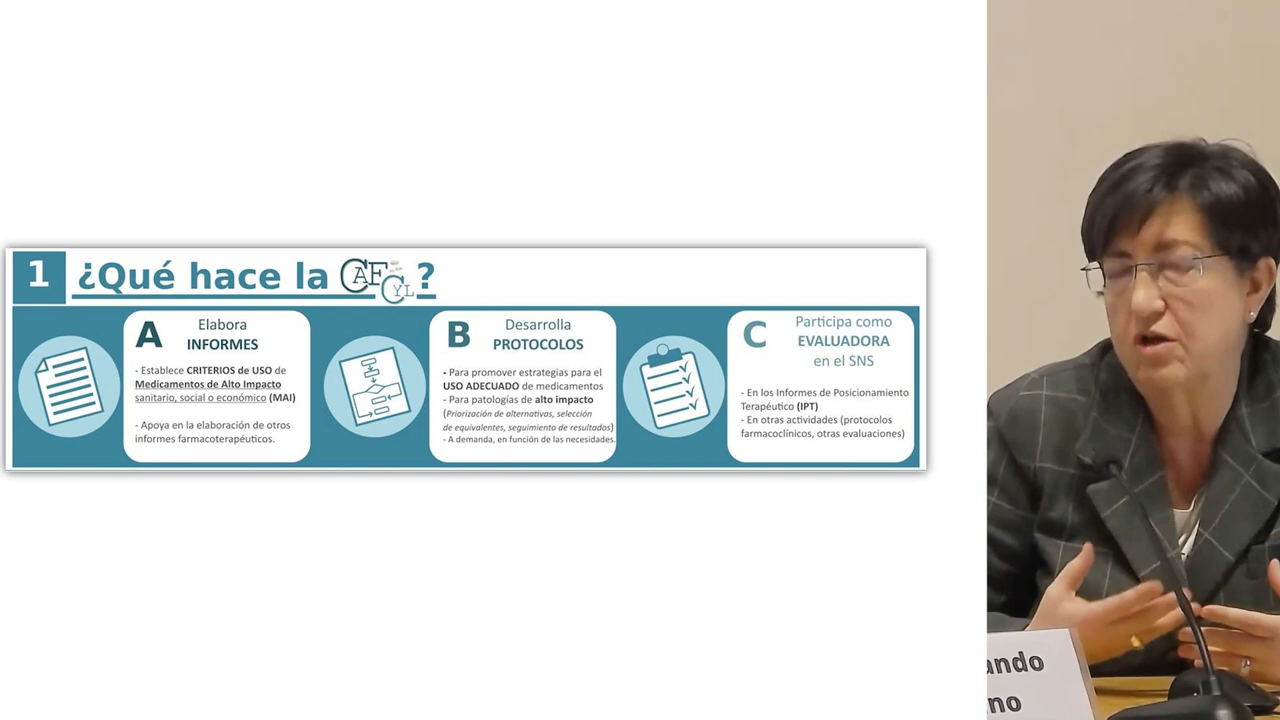 1 ¿Qué hace la CAFCYL?
A Elabora
INFORMES
- Establece CRITERIOS de USO de
Medicamentos de Alto Impacto
sanitario, social o económico (MAI)
- Apoya en la elaboración de otros
informes farmacoterapéuticos.
B Desarrolla
PROTOCOLOS
- Para promover estrategias para el
USO ADECUADO de medicamentos
- Para patologías de alto impacto
(Priorización de alternativas, selección
de equivalentes, seguimiento de resultados)
- A demanda, en función de las necesidades.
C Participa como
EVALUADORA
en el SNS
- En los Informes de Posicionamiento
Terapéutico (IPT)
- En otras actividades (protocolos
farmacoclínicos, otras evaluaciones)
ando
no